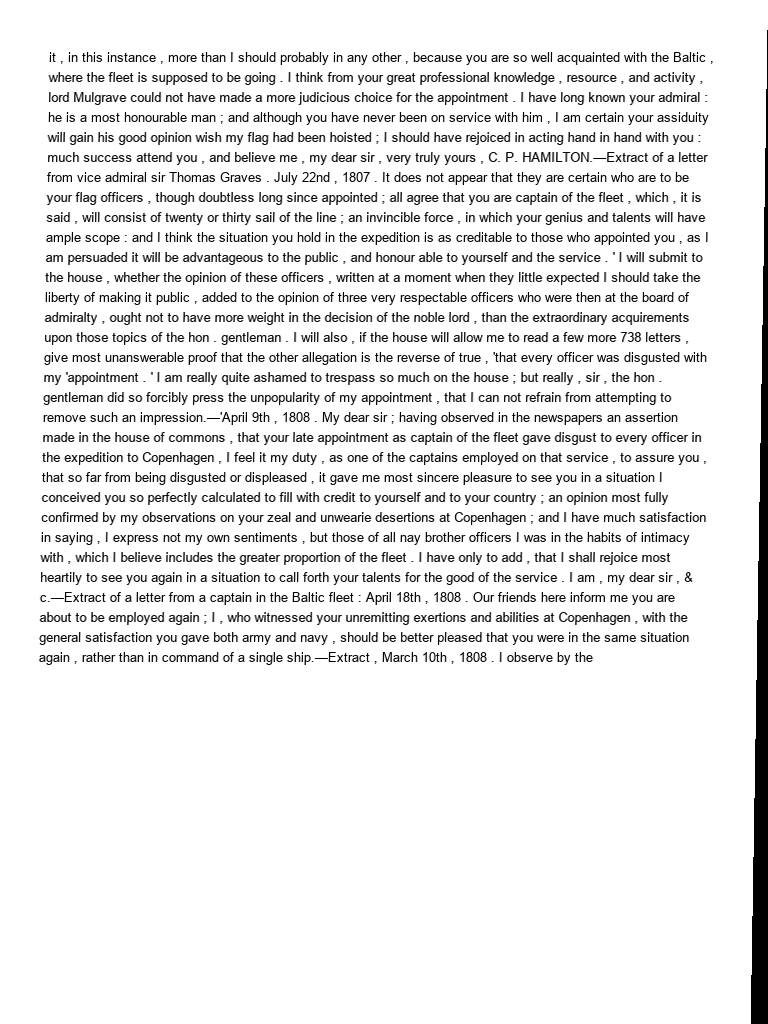 it , in this instance , more than I should probably in any other , because you are so well acquainted with the Baltic ,
where the fleet is supposed to be going . I think from your great professional knowledge , resource , and activity ,
lord Mulgrave could not have made a more judicious choice for the appointment . I have long known your admiral :
he is a most honourable man ; and although you have never been on service with him , I am certain your assiduity
will gain his good opinion wish my flag had been hoisted ; I should have rejoiced in acting hand in hand with you :
much success attend you , and believe me , my dear sir , very truly yours , C. P. HAMILTON.—Extract of a letter
from vice admiral sir Thomas Graves . July 22nd , 1807 . It does not appear that they are certain who are to be
your flag officers , though doubtless long since appointed ; all agree that you are captain of the fleet , which , it is
said , will consist of twenty or thirty sail of the line ; an invincible force , in which your genius and talents will have
ample scope : and I think the situation you hold in the expedition is as creditable to those who appointed you , as I
am persuaded it will be advantageous to the public , and honour able to yourself and the service . ' I will submit to
the house , whether the opinion of these officers , written at a moment when they little expected I should take the
liberty of making it public , added to the opinion of three very respectable officers who were then at the board of
admiralty , ought not to have more weight in the decision of the noble lord , than the extraordinary acquirements
upon those topics of the hon . gentleman . I will also , if the house will allow me to read a few more 738 letters ,
give most unanswerable proof that the other allegation is the reverse of true , 'that every officer was disgusted with
my 'appointment . ' I am really quite ashamed to trespass so much on the house ; but really , sir , the hon .
gentleman did so forcibly press the unpopularity of my appointment , that I can not refrain from attempting to
remove such an impression.—'April 9th , 1808 . My dear sir ; having observed in the newspapers an assertion
made in the house of commons , that your late appointment as captain of the fleet gave disgust to every officer in
the expedition to Copenhagen , I feel it my duty , as one of the captains employed on that service , to assure you ,
that so far from being disgusted or displeased , it gave me most sincere pleasure to see you in a situation I
conceived you so perfectly calculated to fill with credit to yourself and to your country ; an opinion most fully
confirmed by my observations on your zeal and unwearie desertions at Copenhagen ; and I have much satisfaction
in saying , I express not my own sentiments , but those of all nay brother officers I was in the habits of intimacy
with , which I believe includes the greater proportion of the fleet . I have only to add , that I shall rejoice most
heartily to see you again in a situation to call forth your talents for the good of the service . I am , my dear sir , &
c.—Extract of a letter from a captain in the Baltic fleet : April 18th , 1808 . Our friends here inform me you are
about to be employed again ; I , who witnessed your unremitting exertions and abilities at Copenhagen , with the
general satisfaction you gave both army and navy , should be better pleased that you were in the same situation
again , rather than in command of a single ship.—Extract , March 10th , 1808 . I observe by the